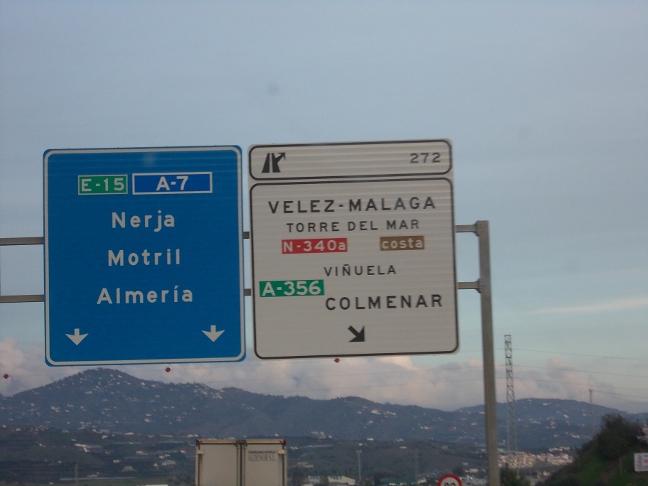 E-15 A-7
Nerja
Motril
Almería
272
VELEZ-MALAGA
TORRE DEL MAR
N-340a costa
VIÑUELA
A-356
COLMENAR